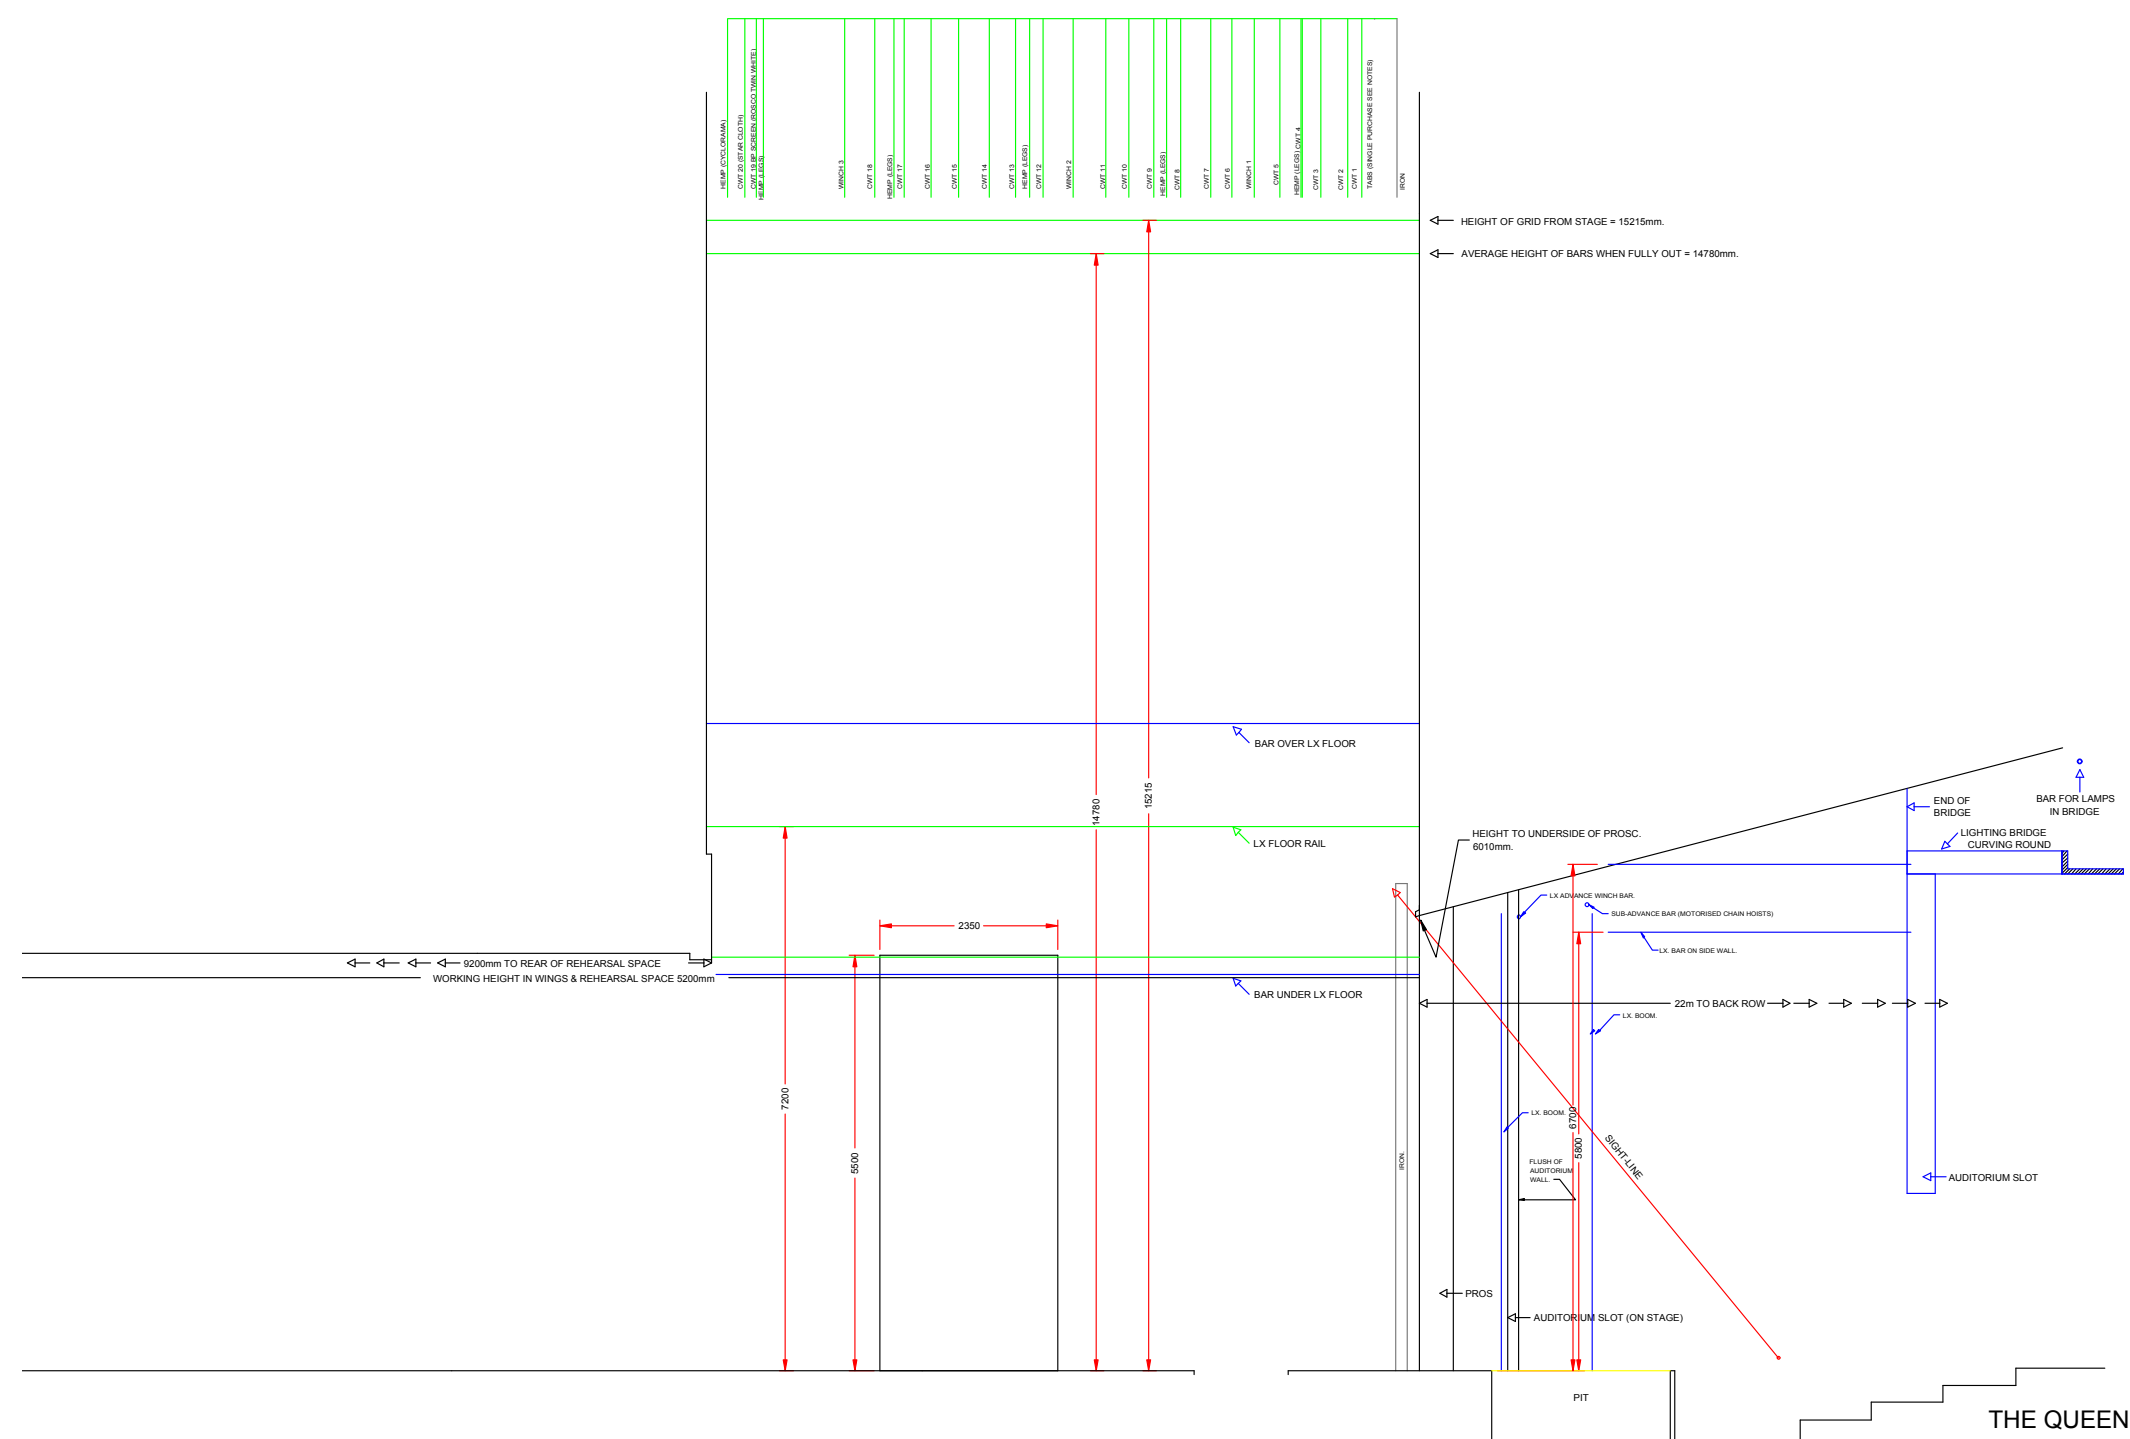 HEMP (CYCLORAMA)
CWT 20 (STAR CLOTH)
CWT 19 BP SCREEN (ROSCO TWIN WHITE)
HEMP (LEGS)
WINCH 3
CWT 18
HEMP (LEGS)
CWT 17
CWT 16
CWT 15
CWT 14
CWT 13
HEMP (LEGS)
CWT 12
WINCH 2
CWT 11
CWT 10
CWT 9
HEMP (LEGS)
CWT 8
CWT 7
CWT 6
WINCH 1
CWT 5
HEMP (LEGS)
CWT 4
CWT 3
CWT 2
CWT 1
TABS (SINGLE PURCHASE SEE NOTES)
IRON
HEIGHT OF GRID FROM STAGE = 15215mm.
AVERAGE HEIGHT OF BARS WHEN FULLY OUT = 14780mm.
BAR OVER LX FLOOR
14780
15215
LX FLOOR RAIL
HEIGHT TO UNDERSIDE OF PROSC.
6010mm.
END OF
BRIDGE
BAR FOR LAMPS
IN BRIDGE
LIGHTING BRIDGE
CURVING ROUND
LX ADVANCE WINCH BAR.
SUB-ADVANCE BAR (MOTORISED CHAIN HOISTS)
LX. BAR ON SIDE WALL.
2350
9200mm TO REAR OF REHEARSAL SPACE
WORKING HEIGHT IN WINGS & REHEARSAL SPACE 5200mm
BAR UNDER LX FLOOR
22m TO BACK ROW
LX. BOOM.
7200
5500
LX. BOOM.
6700
5800
SIGHT-LINE
IRON.
FLUSH OF
AUDITORIUM
WALL.
AUDITORIUM SLOT
PROS
AUDITORIUM SLOT (ON STAGE)
PIT
THE QUEEN